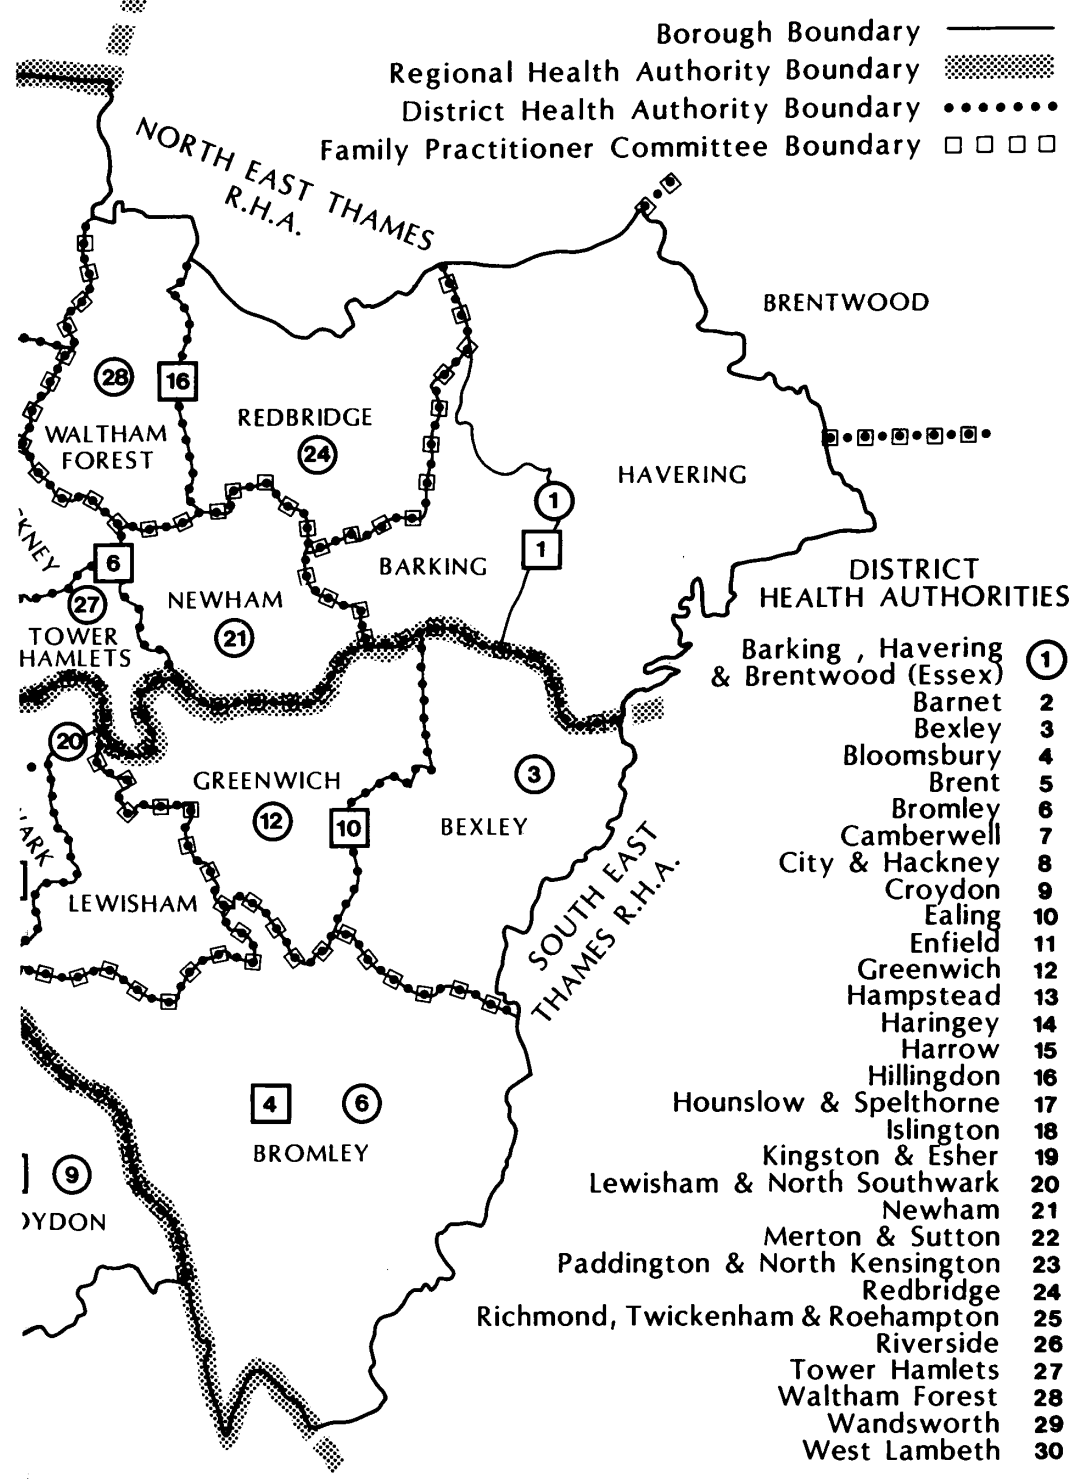 Borough Boundary
Regional Health Authority Boundary
District Health Authority Boundary
Family Practitioner Committee Boundary
NORTH EAST THAMES
R.H.A.
BRENTWOOD
28
16
REDBRIDGE
24
WALTHAM
FOREST
HAVERING
1
1
KNEY
6
BARKING
27
NEWHAM
21
TOWER
HAMLETS
20
GREENWICH
12
10
3
BEXLEY
ARK
LEWISHAM
SOUTH EAST
THAMES R.H.A.
4
6
BROMLEY
9
YDON
DISTRICT
HEALTH AUTHORITIES
Barking , Havering
& Brentwood (Essex) 1
Barnet 2
Bexley 3
Bloomsbury 4
Brent 5
Bromley 6
Camberwell 7
City & Hackney 8
Croydon 9
Ealing 10
Enfield 11
Greenwich 12
Hampstead 13
Haringey 14
Harrow 15
Hillingdon 16
Hounslow & Spelthorne 17
Islington 18
Kingston & Esher 19
Lewisham & North Southwark 20
Newham 21
Merton & Sutton 22
Paddington & North Kensington 23
Redbridge 24
Richmond, Twickenham & Roehampton 25
Riverside 26
Tower Hamlets 27
Waltham Forest 28
Wandsworth 29
West Lambeth 30